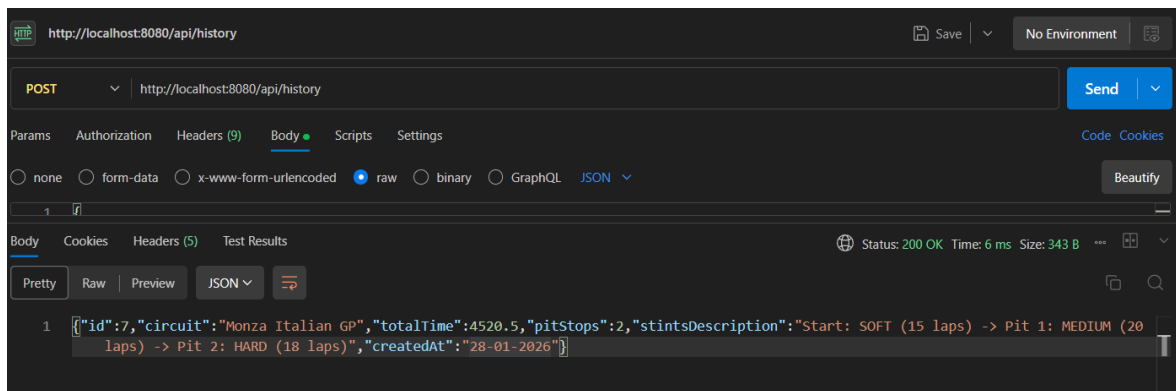 HTTP http://localhost:8080/api/history Save No Environment
POST http://localhost:8080/api/history Send
Params Authorization Headers (9) Body Scripts Settings Code Cookies
none form-data x-www-form-urlencoded raw binary GraphQL JSON Beautify
1 {
Body Cookies Headers (5) Test Results Status: 200 OK Time: 6 ms Size: 343 B
Pretty Raw Preview JSON
1 {"id":7,"circuit":"Monza Italian GP","totalTime":4520.5,"pitStops":2,"stintsDescription":"Start: SOFT (15 laps) -> Pit 1: MEDIUM (20
laps) -> Pit 2: HARD (18 laps)","createdAt":"28-01-2026"}